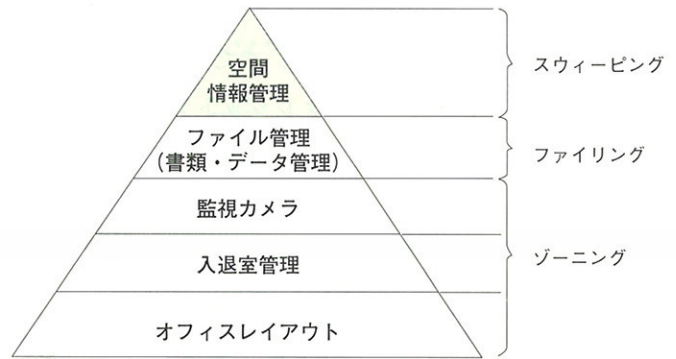 空間
情報管理
スウィーピング
ファイル管理
（書類・データ管理）
ファイリング
監視カメラ
入退室管理
ゾーニング
オフィスレイアウト